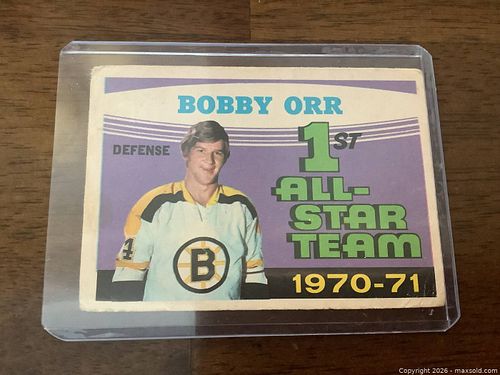 BOBBY ORR
DEFENSE
1ST
ALL-
STAR
TEAM
4
B
1970-71
Copyright 2026 - maxsold.com